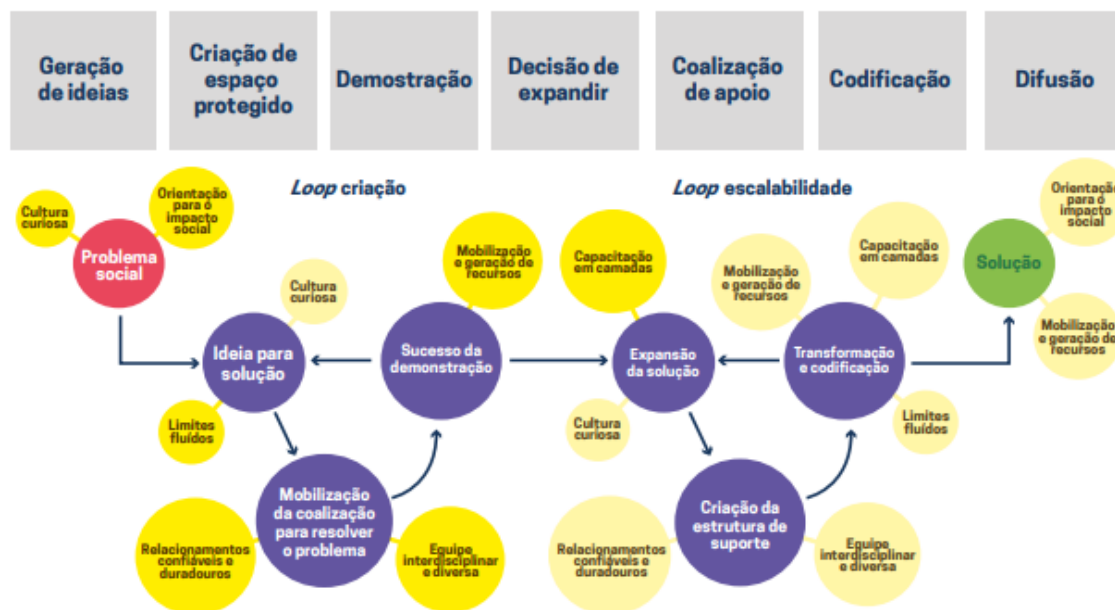 Geração
de ideias
Criação de
espaço
protegido
Demostração
Decisão de
expandir
Coalização
de apoio
Codificação
Difusão
Loop criação
Loop escalabilidade
Cultura
curiosa
Orientação
para o
impacto
social
Problema
social
Cultura
curiosa
Mobilização
e geração de
recursos
Ideia para
solução
Sucesso da
demonstração
Limites
fluídos
Mobilização
da coalização
para resolver
o problema
Relacionamentos
confiáveis e
duradouros
Equipe
interdisciplinar
e diversa
Capacitação
em camadas
Mobilização
e geração de
recursos
Capacitação
em camadas
Orientação
para o
impacto
social
Solução
Mobilização
e geração de
recursos
Expansão
da solução
Transformação
e codificação
Cultura
curiosa
Limites
fluídos
Criação da
estrutura de
suporte
Relacionamentos
confiáveis e
duradouros
Equipe
interdisciplinar
e diversa